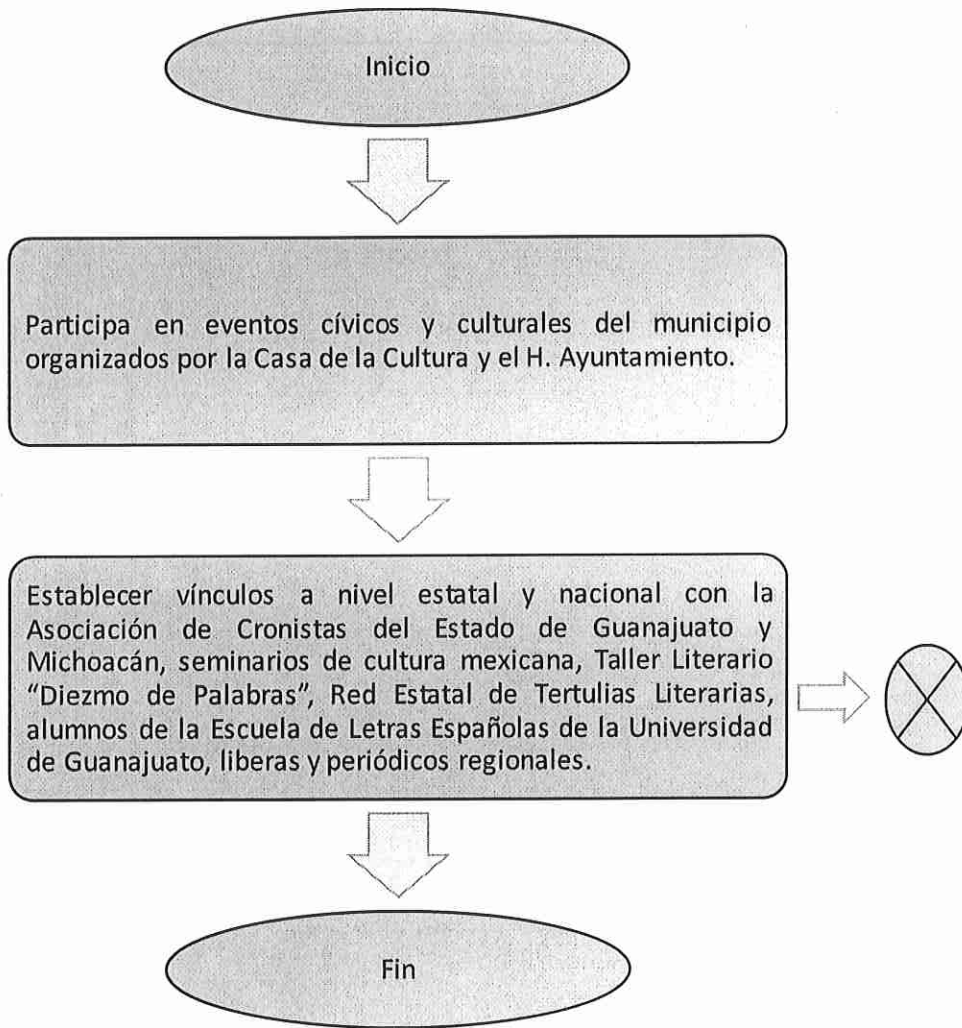 Inicio
Participa en eventos cívicos y culturales del municipio
organizados por la Casa de la Cultura y el H. Ayuntamiento.
Establecer vínculos a nivel estatal y nacional con la
Asociación de Cronistas del Estado de Guanajuato y
Michoacán, seminarios de cultura mexicana, Taller Literario
“Diezmo de Palabras”, Red Estatal de Tertulias Literarias,
alumnos de la Escuela de Letras Españolas de la Universidad
de Guanajuato, liberas y periódicos regionales.
Fin